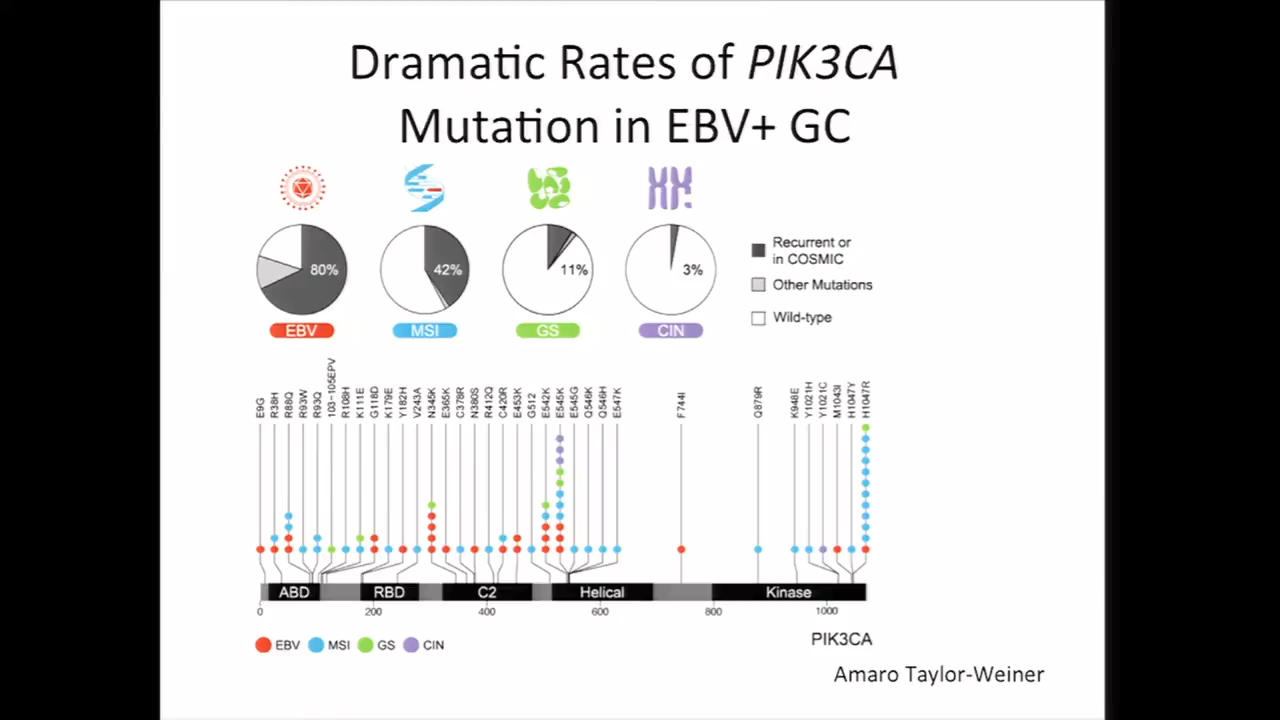 Dramatic Rates of PIK3CA
Mutation in EBV+ GC
80%
42%
11%
3%
Recurrent or
in COSMIC
Other Mutations
Wild-type
EBV
MSI
GS
CIN
E9G
R38H
R88Q
R93W
R93Q
103-105EPV
R108H
K111E
G118D
K179E
Y182H
V243A
N345K
E365K
C378R
N380S
R412Q
C420R
E453K
G512
E542K
E545K
E545G
Q546K
Q546H
E547K
F744I
Q879R
K948E
Y1021H
Y1021C
M1043I
H1047Y
H1047R
ABD
RBD
C2
Helical
Kinase
0
200
400
600
800
1000
PIK3CA
EBV
MSI
GS
CIN
Amaro Taylor-Weiner